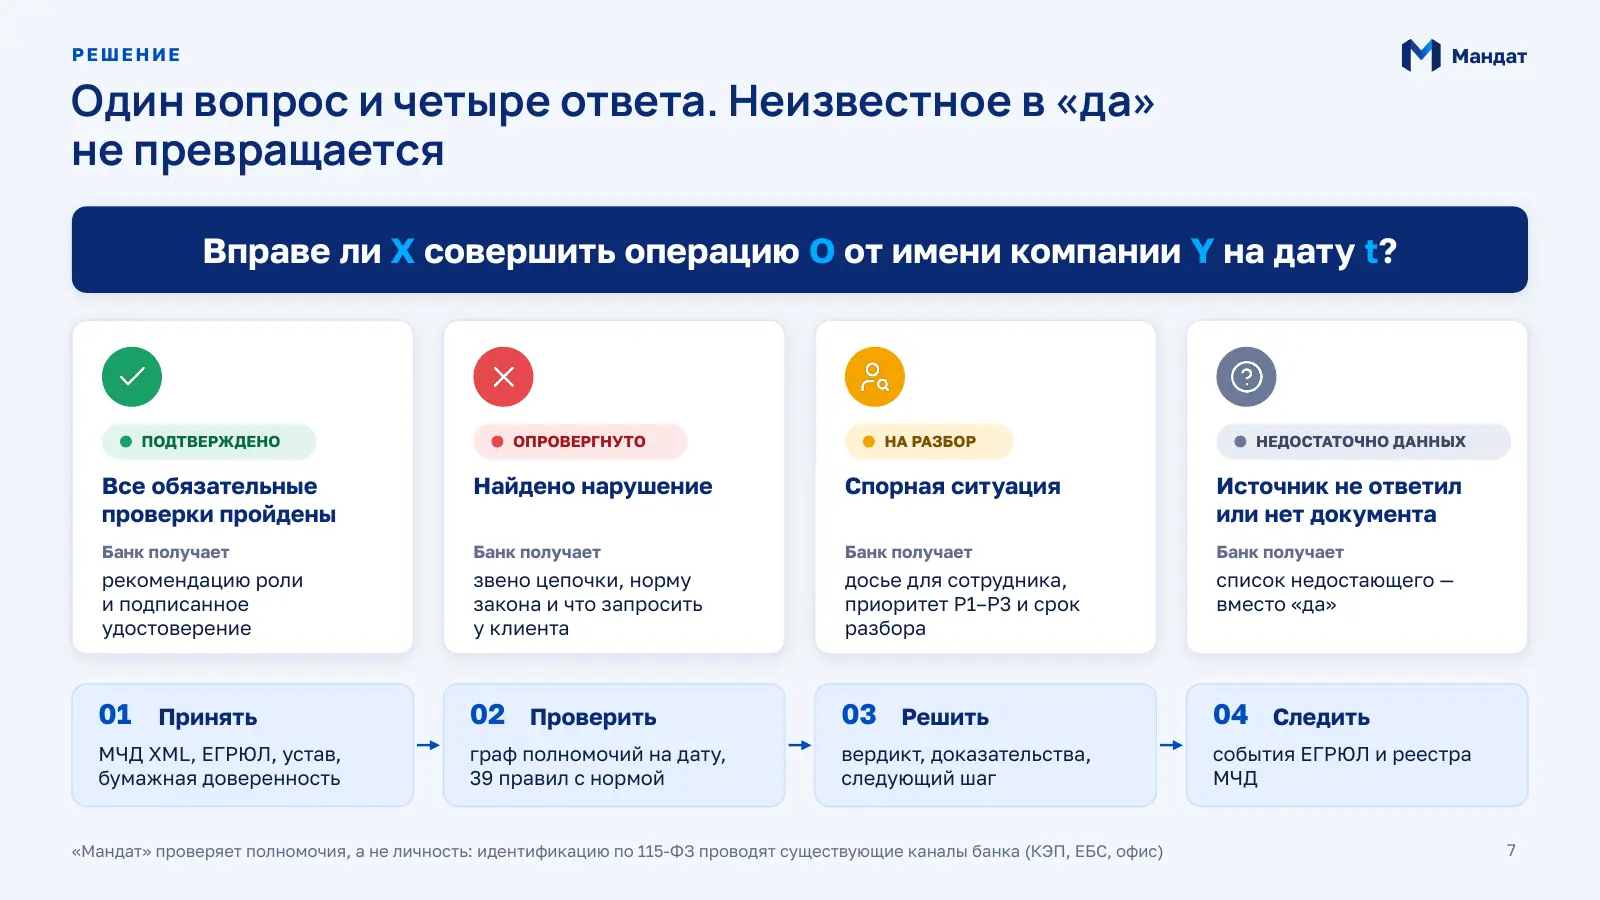 РЕШЕНИЕ
Мандат
Один вопрос и четыре ответа. Неизвестное в «да»
не превращается
Вправе ли X совершить операцию O от имени компании Y на дату t?
ПОДТВЕРЖДЕНО
Все обязательные
проверки пройдены
Банк получает
рекомендацию роли
и подписанное
удостоверение
ОПРОВЕРГНУТО
Найдено нарушение
Банк получает
звено цепочки, норму
закона и что запросить
у клиента
НА РАЗБОР
Спорная ситуация
Банк получает
досье для сотрудника,
приоритет P1–P3 и срок
разбора
НЕДОСТАТОЧНО ДАННЫХ
Источник не ответил
или нет документа
Банк получает
список недостающего —
вместо «да»
01 Принять
МЧД XML, ЕГРЮЛ, устав,
бумажная доверенность
02 Проверить
граф полномочий на дату,
39 правил с нормой
03 Решить
вердикт, доказательства,
следующий шаг
04 Следить
события ЕГРЮЛ и реестра
МЧД
«Мандат» проверяет полномочия, а не личность: идентификацию по 115-ФЗ проводят существующие каналы банка (КЭП, ЕБС, офис)
7